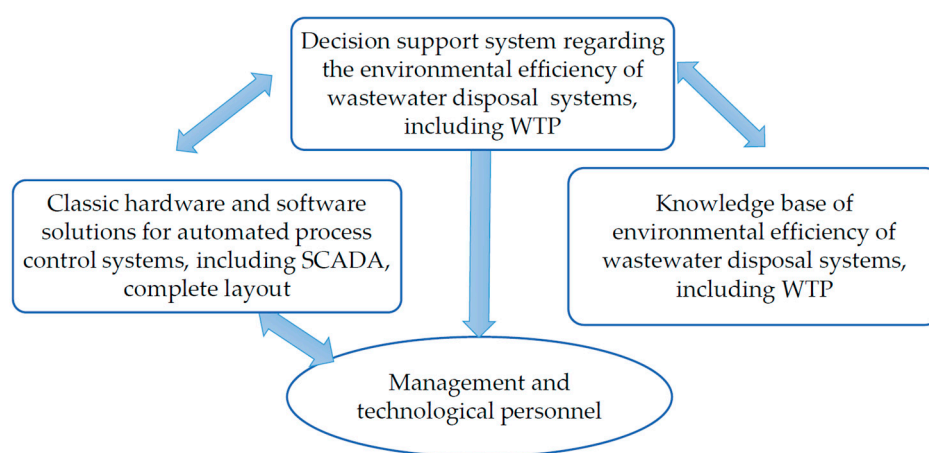 Decision support system regarding
the environmental efficiency of
wastewater disposal systems,
including WTP
Classic hardware and software
solutions for automated process
control systems, including SCADA,
complete layout
Knowledge base of
environmental efficiency of
wastewater disposal systems,
including WTP
Management and
technological personnel